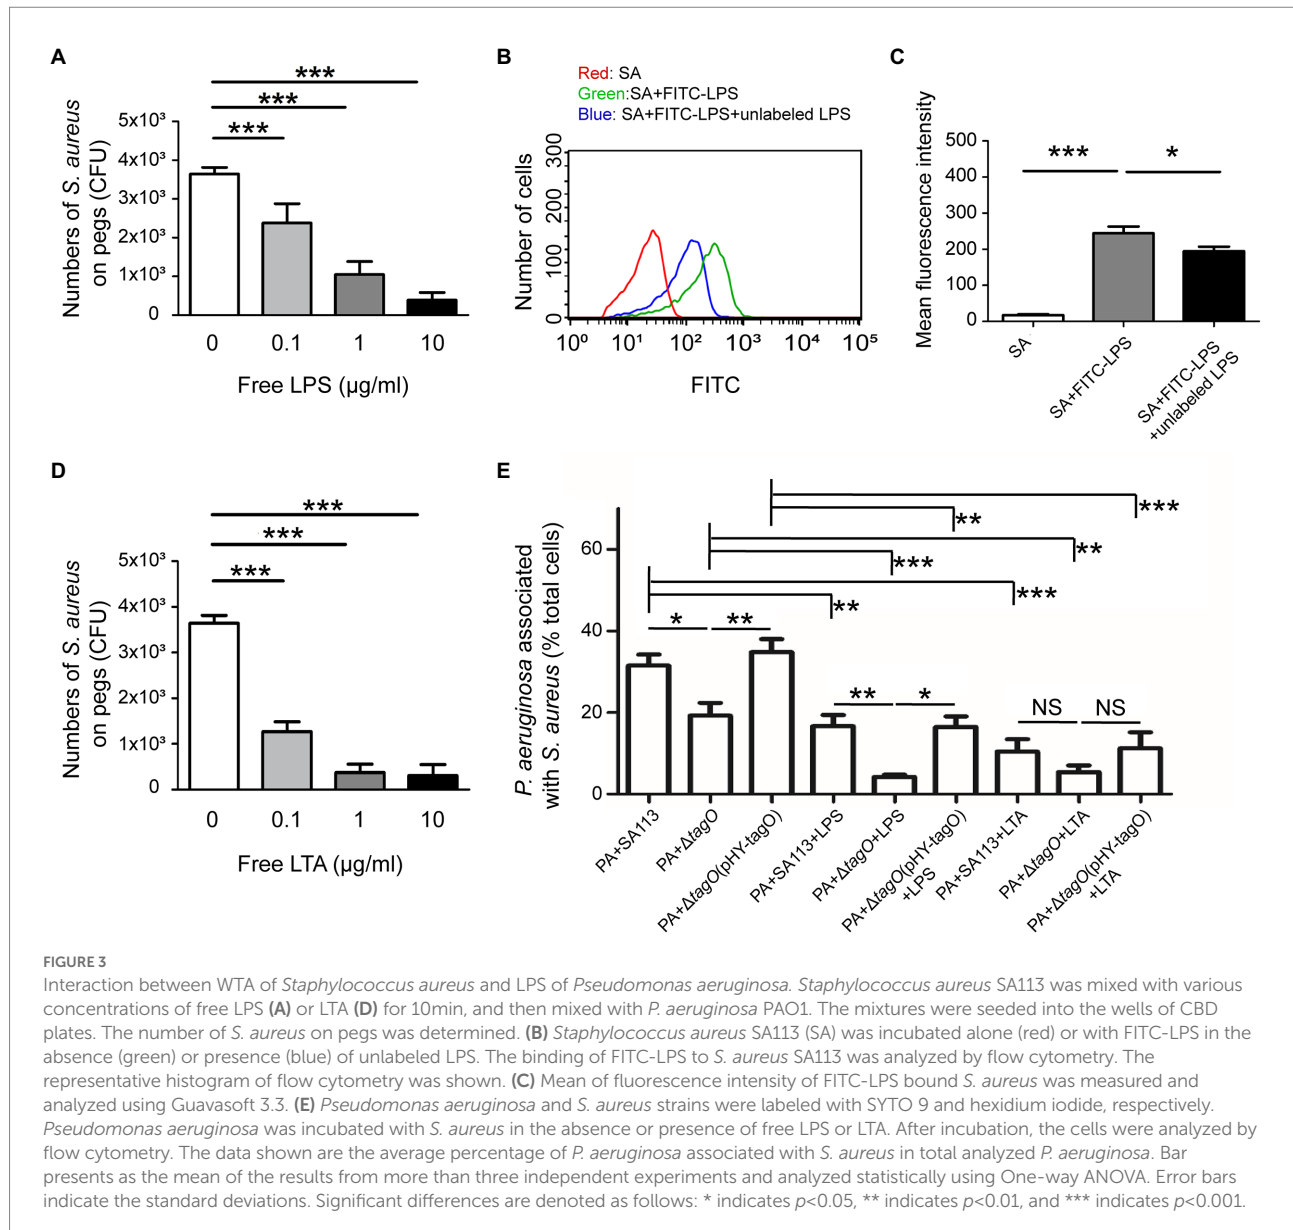 A
***
***
***
Numbers of S. aureus
on pegs (CFU)
5x10³
4x10³
3x10³
2x10³
1x10³
0
0 0.1 1 10
Free LPS (µg/ml)
B
Red: SA
Green:SA+FITC-LPS
Blue: SA+FITC-LPS+unlabeled LPS
Number of cells
300
200
100
0
10⁰ 10¹ 10² 10³ 10⁴ 10⁵
FITC
C
Mean fluorescence intensity
500
400
300
200
100
0
*** *
SA
SA+FITC-LPS
SA+FITC-LPS
+unlabeled LPS
D
***
***
***
Numbers of S. aureus
on pegs (CFU)
5x10³
4x10³
3x10³
2x10³
1x10³
0
0 0.1 1 10
Free LTA (µg/ml)
E
P. aeruginosa associated
with S. aureus (% total cells)
60
40
20
0
***
**
**
***
***
**
* **
** *
NS NS
PA+SA113
PA+ΔtagO
PA+ΔtagO(pHY-tagO)
PA+SA113+LPS
PA+ΔtagO+LPS
PA+ΔtagO(pHY-tagO)
+LPS
PA+SA113+LTA
PA+ΔtagO+LTA
PA+ΔtagO(pHY-tagO)
+LTA
FIGURE 3
Interaction between WTA of Staphylococcus aureus and LPS of Pseudomonas aeruginosa. Staphylococcus aureus SA113 was mixed with various
concentrations of free LPS (A) or LTA (D) for 10min, and then mixed with P. aeruginosa PAO1. The mixtures were seeded into the wells of CBD
plates. The number of S. aureus on pegs was determined. (B) Staphylococcus aureus SA113 (SA) was incubated alone (red) or with FITC-LPS in the
absence (green) or presence (blue) of unlabeled LPS. The binding of FITC-LPS to S. aureus SA113 was analyzed by flow cytometry. The
representative histogram of flow cytometry was shown. (C) Mean of fluorescence intensity of FITC-LPS bound S. aureus was measured and
analyzed using Guavasoft 3.3. (E) Pseudomonas aeruginosa and S. aureus strains were labeled with SYTO 9 and hexidium iodide, respectively.
Pseudomonas aeruginosa was incubated with S. aureus in the absence or presence of free LPS or LTA. After incubation, the cells were analyzed by
flow cytometry. The data shown are the average percentage of P. aeruginosa associated with S. aureus in total analyzed P. aeruginosa. Bar
presents as the mean of the results from more than three independent experiments and analyzed statistically using One-way ANOVA. Error bars
indicate the standard deviations. Significant differences are denoted as follows: * indicates p<0.05, ** indicates p<0.01, and *** indicates p<0.001.